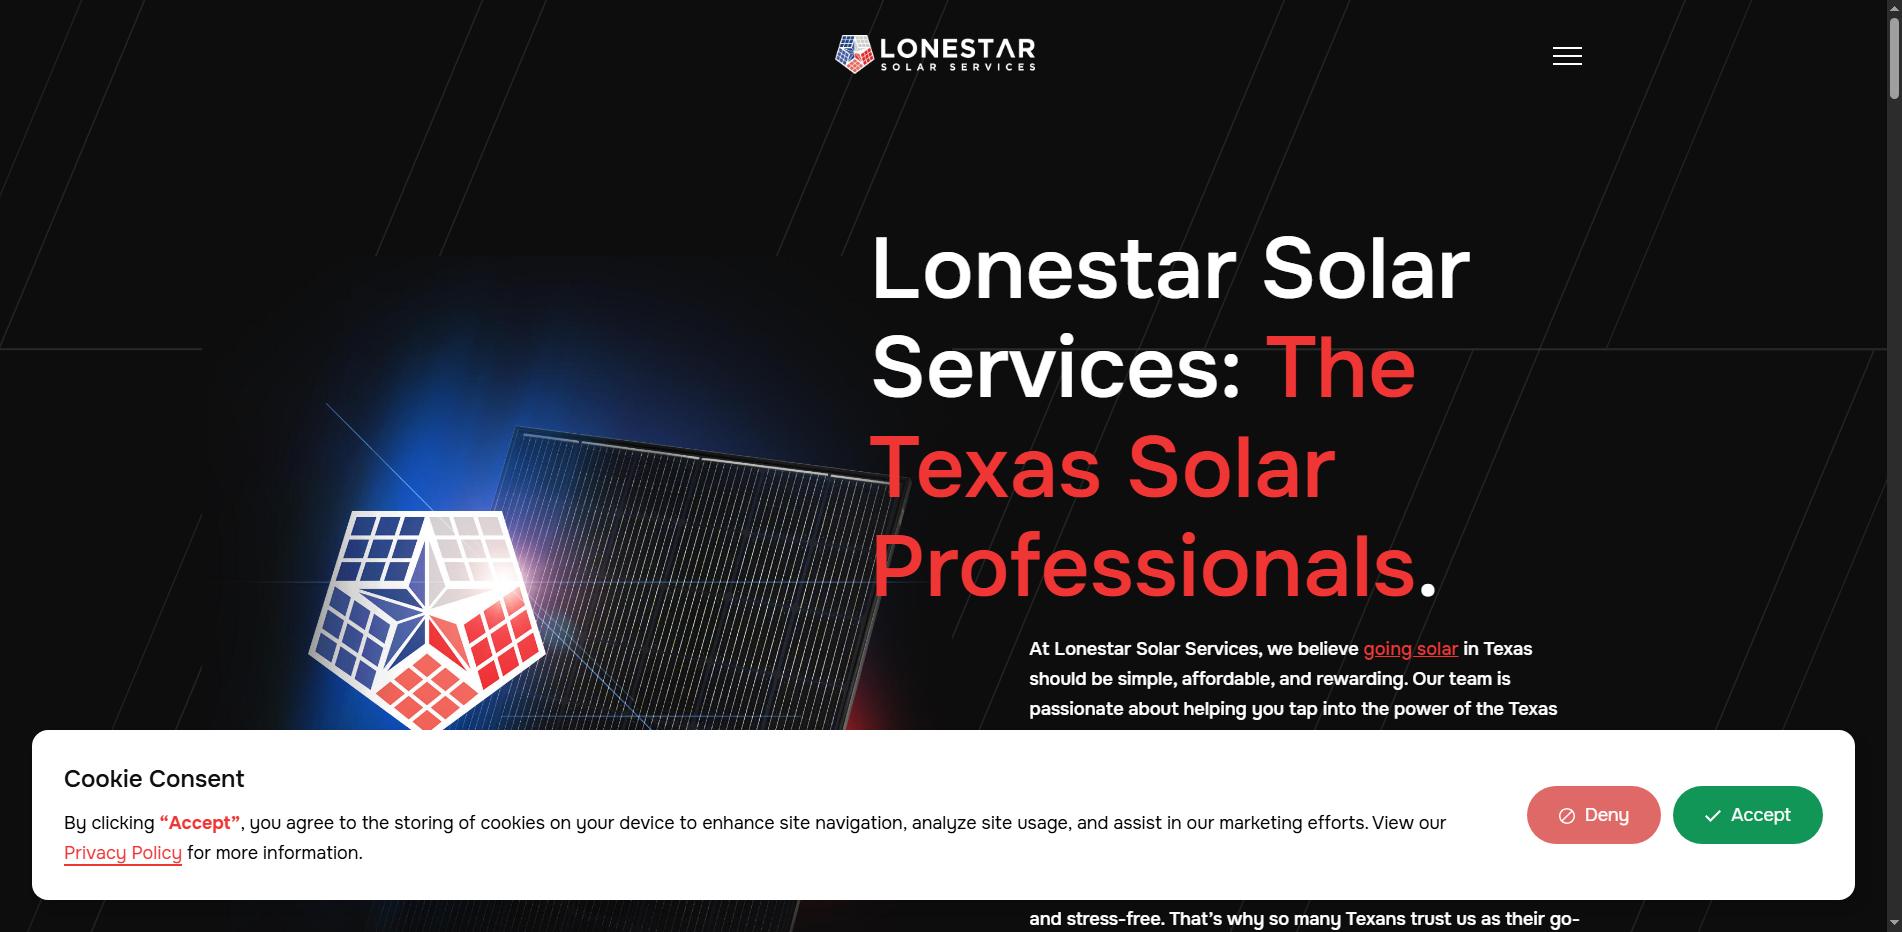 LONESTAR
SOLAR SERVICES
Lonestar Solar
Services: The
Texas Solar
Professionals.
At Lonestar Solar Services, we believe going solar in Texas
should be simple, affordable, and rewarding. Our team is
passionate about helping you tap into the power of the Texas
Cookie Consent
By clicking “Accept”, you agree to the storing of cookies on your device to enhance site navigation, analyze site usage, and assist in our marketing efforts. View our
Privacy Policy for more information.
Deny
Accept
and stress-free. That’s why so many Texans trust us as their go-